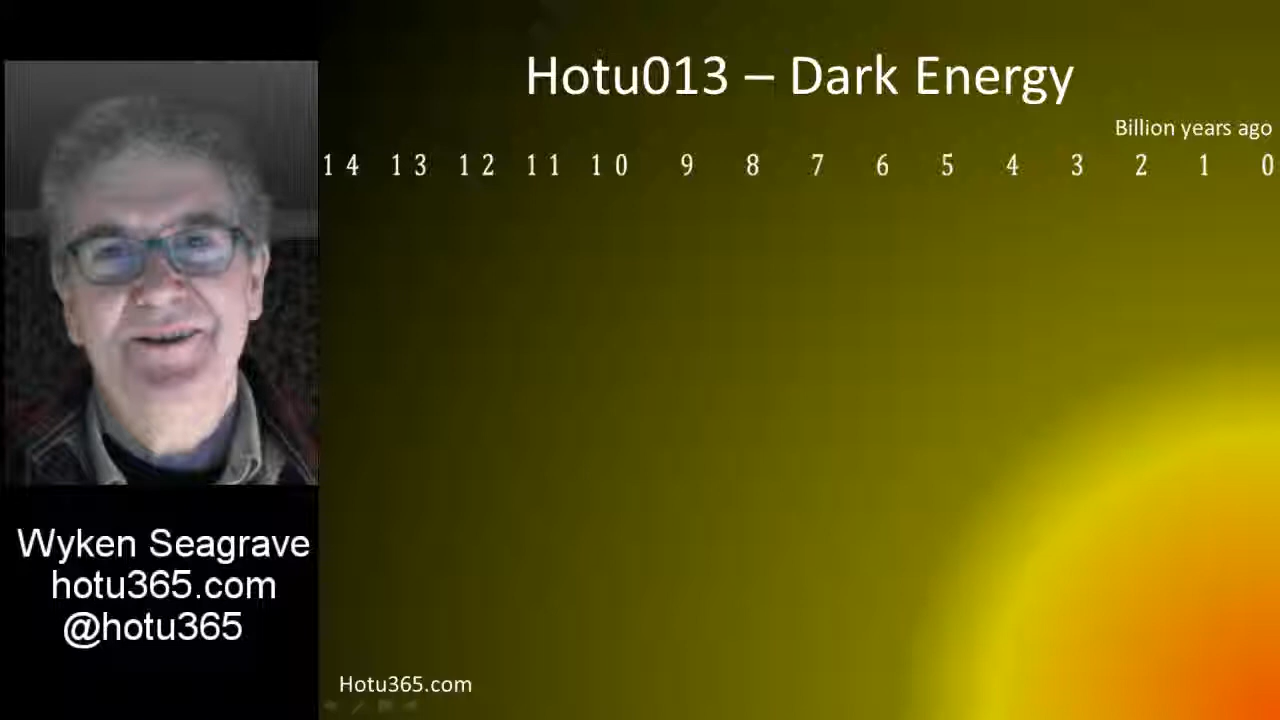 Hotu013 – Dark Energy
Billion years ago
14 13 12 11 10 9 8 7 6 5 4 3 2 1 0
Wyken Seagrave
hotu365.com
@hotu365
Hotu365.com